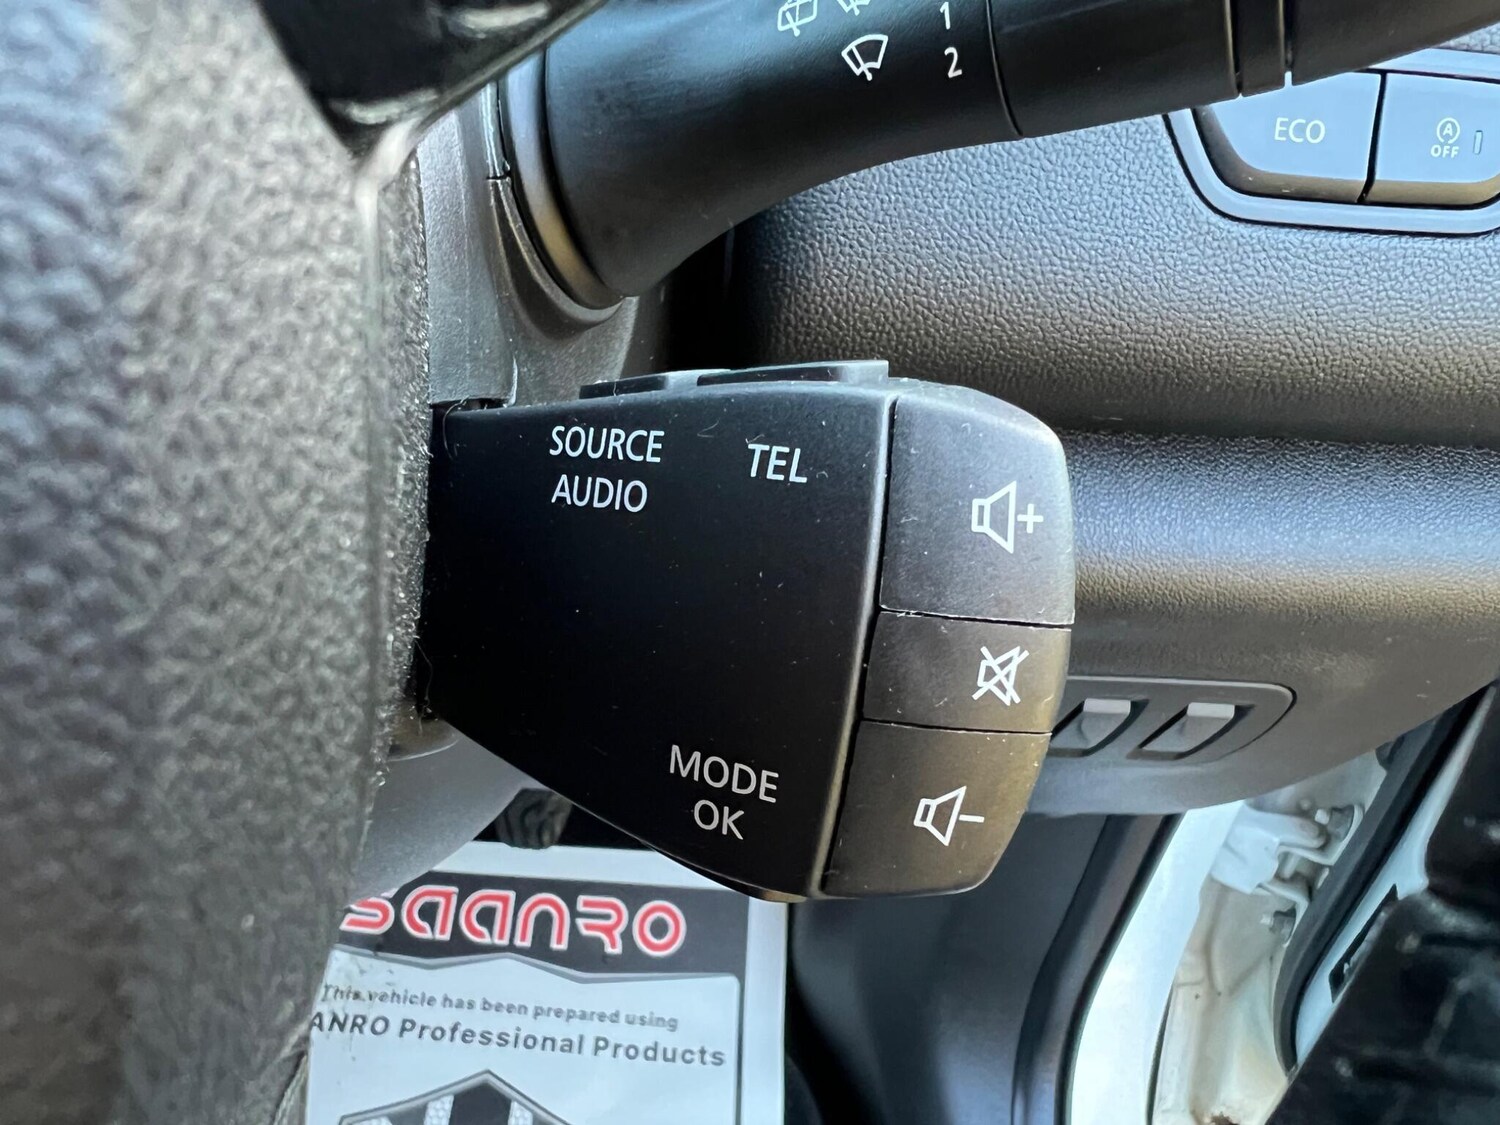 1
2
ECO
A
OFF
SOURCE
AUDIO
TEL
MODE
OK
saanro
This vehicle has been prepared using
ANRO Professional Products